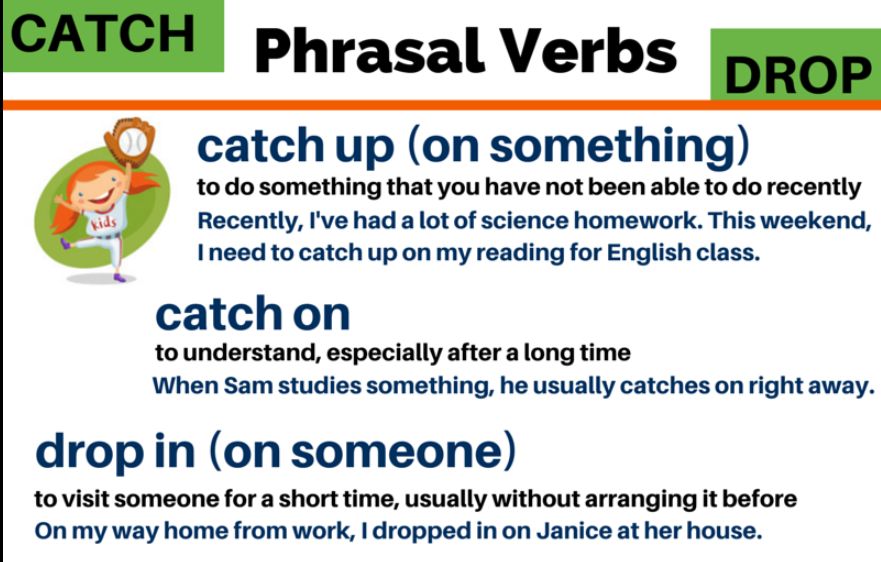 CATCH
Phrasal Verbs
DROP
catch up (on something)
to do something that you have not been able to do recently
Recently, I've had a lot of science homework. This weekend,
I need to catch up on my reading for English class.
kids
catch on
to understand, especially after a long time
When Sam studies something, he usually catches on right away.
drop in (on someone)
to visit someone for a short time, usually without arranging it before
On my way home from work, I dropped in on Janice at her house.